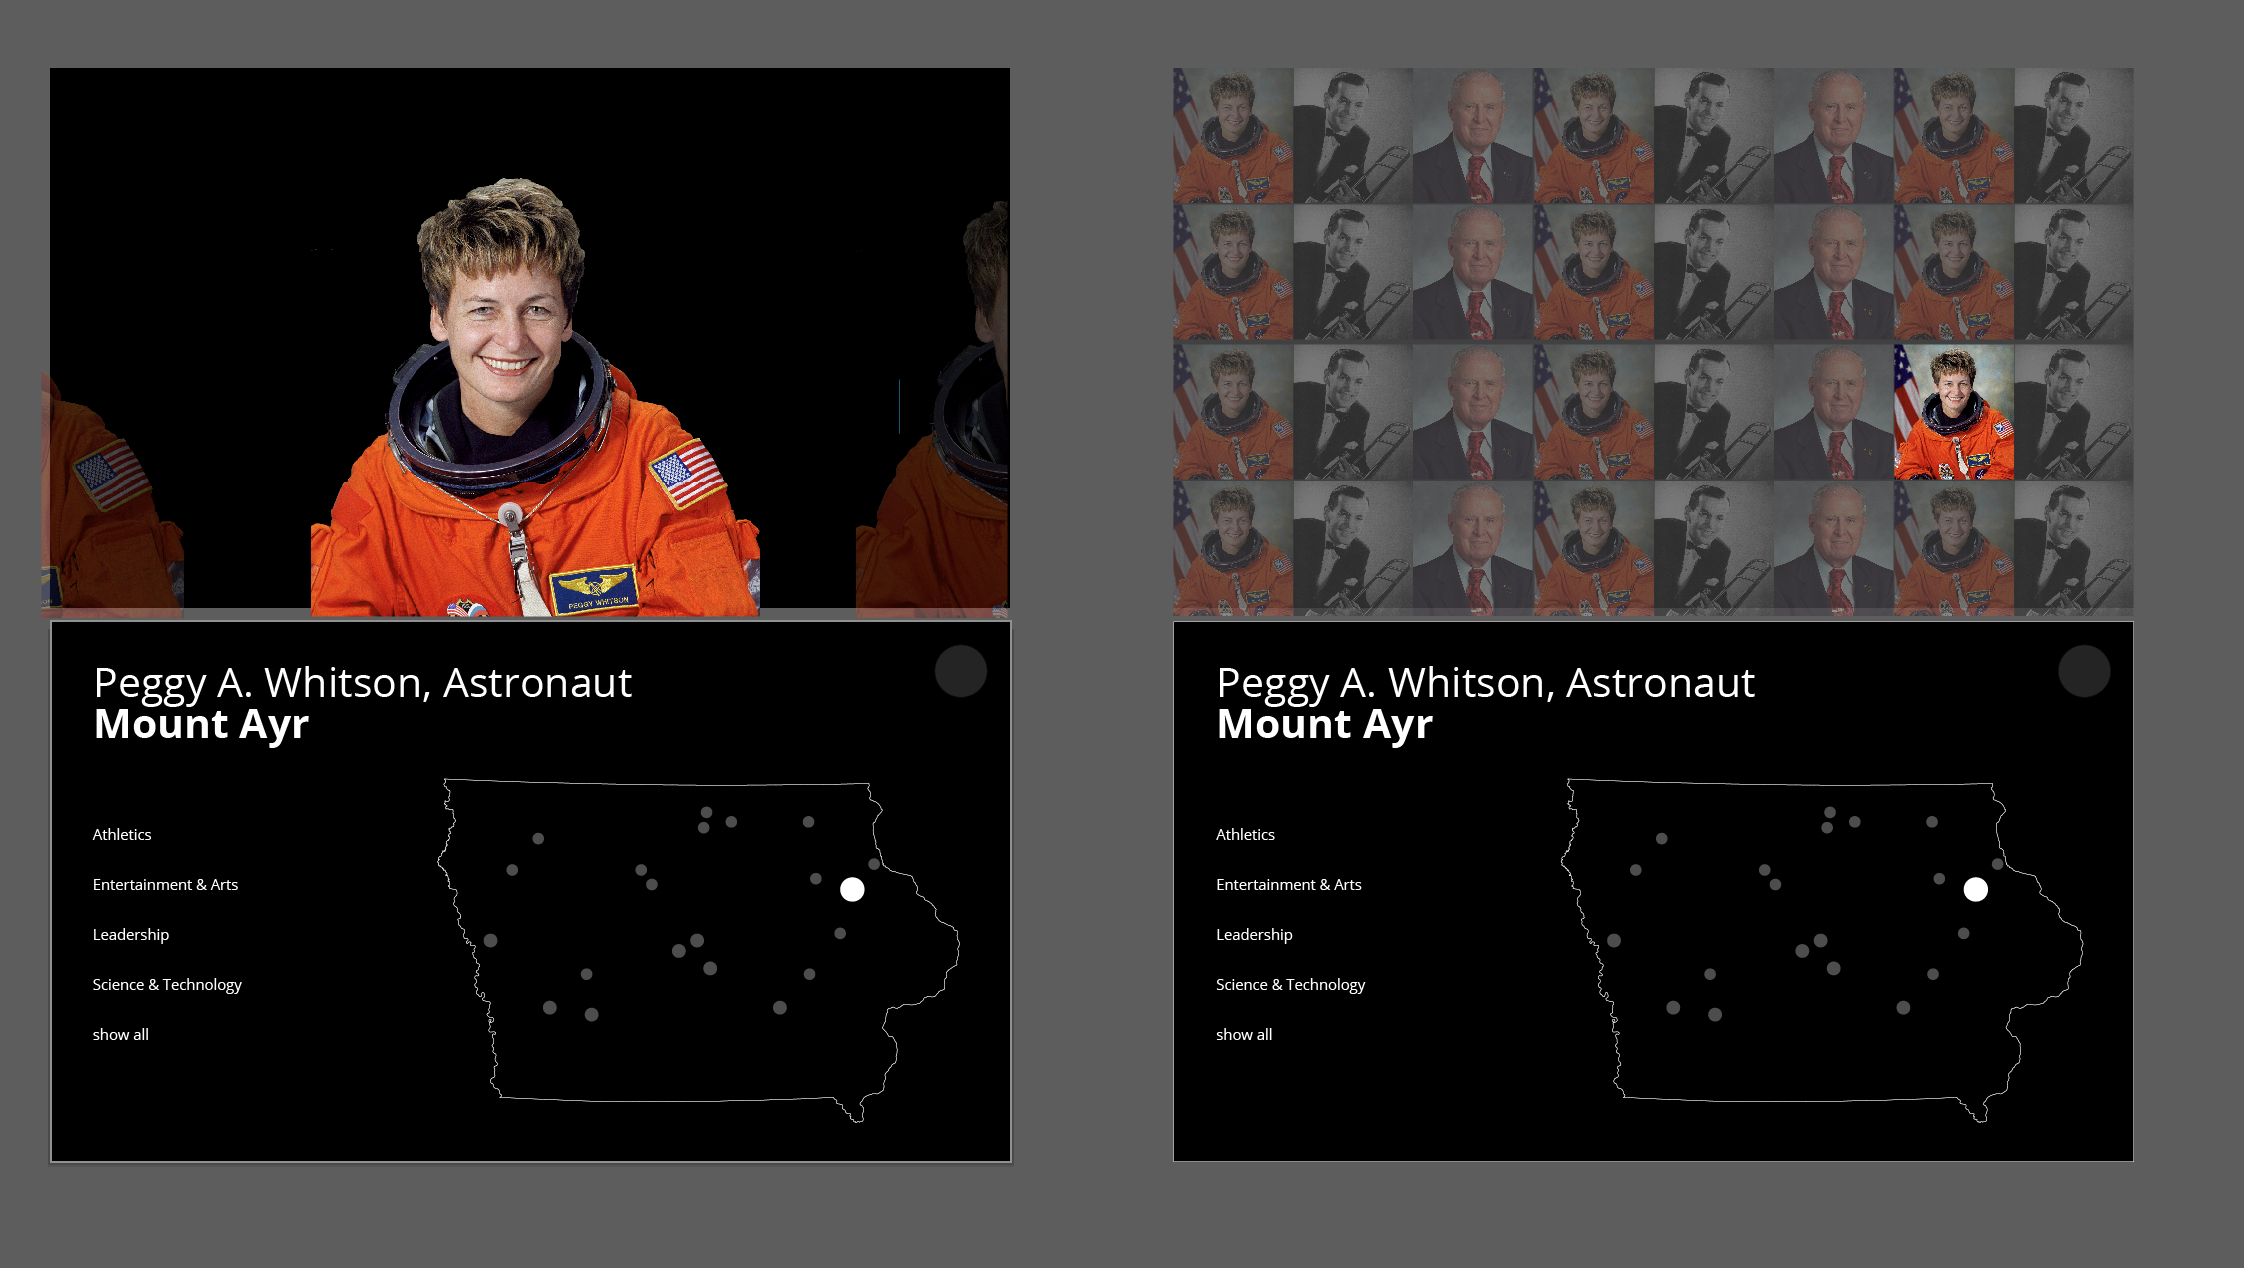 PEGGY WHITSON
Peggy A. Whitson, Astronaut
Mount Ayr
Athletics
Entertainment & Arts
Leadership
Science & Technology
show all
Peggy A. Whitson, Astronaut
Mount Ayr
Athletics
Entertainment & Arts
Leadership
Science & Technology
show all